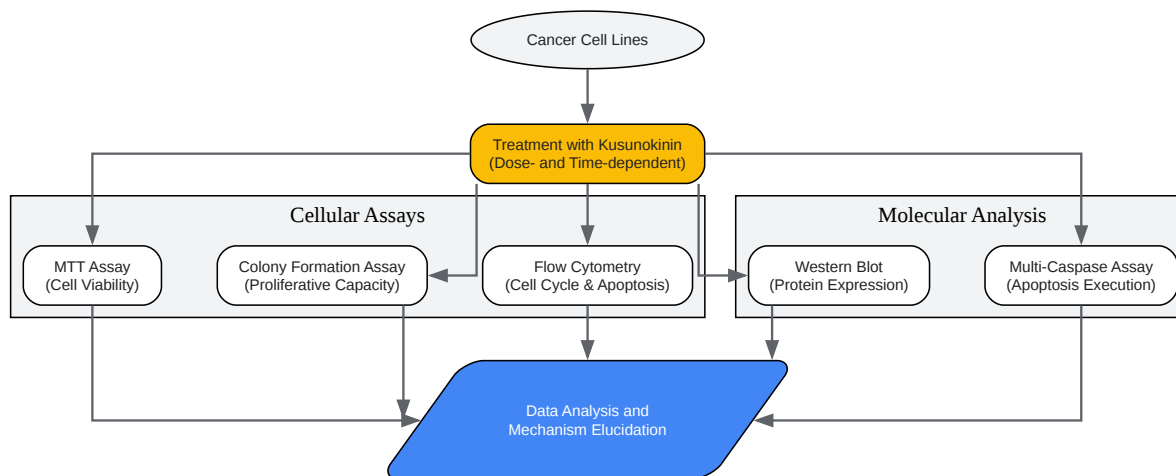 Cancer Cell Lines
Treatment with Kusunokinin
(Dose- and Time-dependent)
Cellular Assays
Molecular Analysis
MTT Assay
(Cell Viability)
Colony Formation Assay
(Proliferative Capacity)
Flow Cytometry
(Cell Cycle & Apoptosis)
Western Blot
(Protein Expression)
Multi-Caspase Assay
(Apoptosis Execution)
Data Analysis and
Mechanism Elucidation